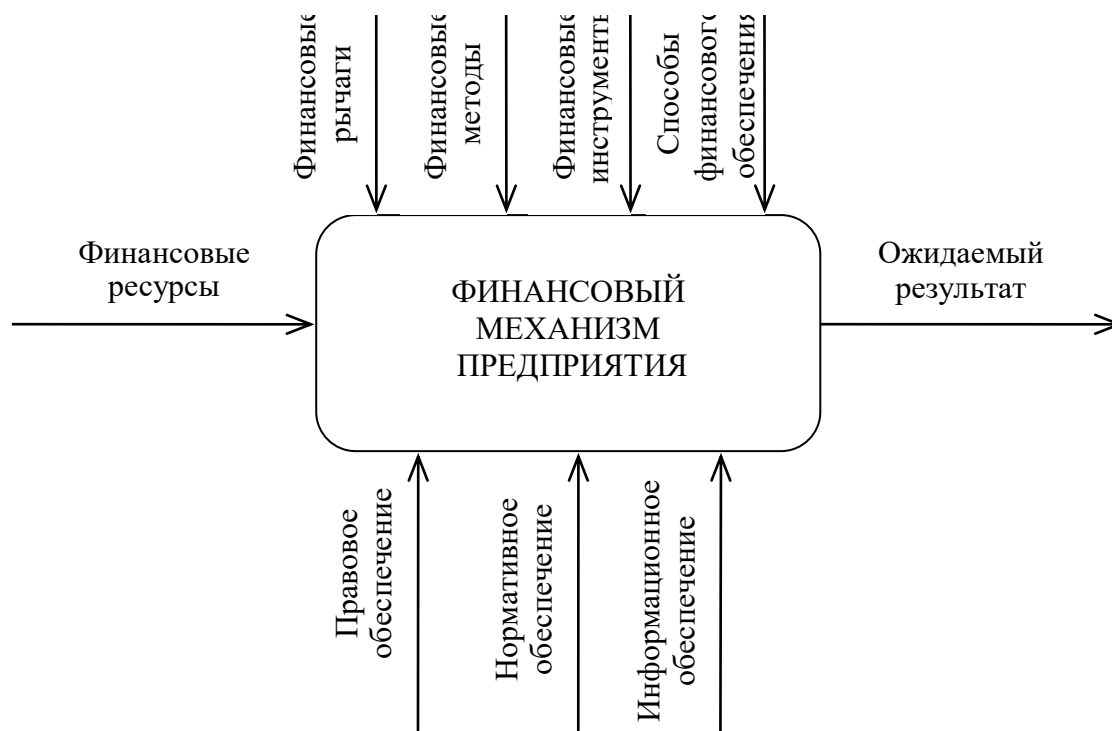 Финансовые
рычаги
Финансовые
методы
Финансовые
инструменты
Способы
финансового
обеспечения
Финансовые
ресурсы
ФИНАНСОВЫЙ
МЕХАНИЗМ
ПРЕДПРИЯТИЯ
Ожидаемый
результат
Правовое
обеспечение
Нормативное
обеспечение
Информационное
обеспечение